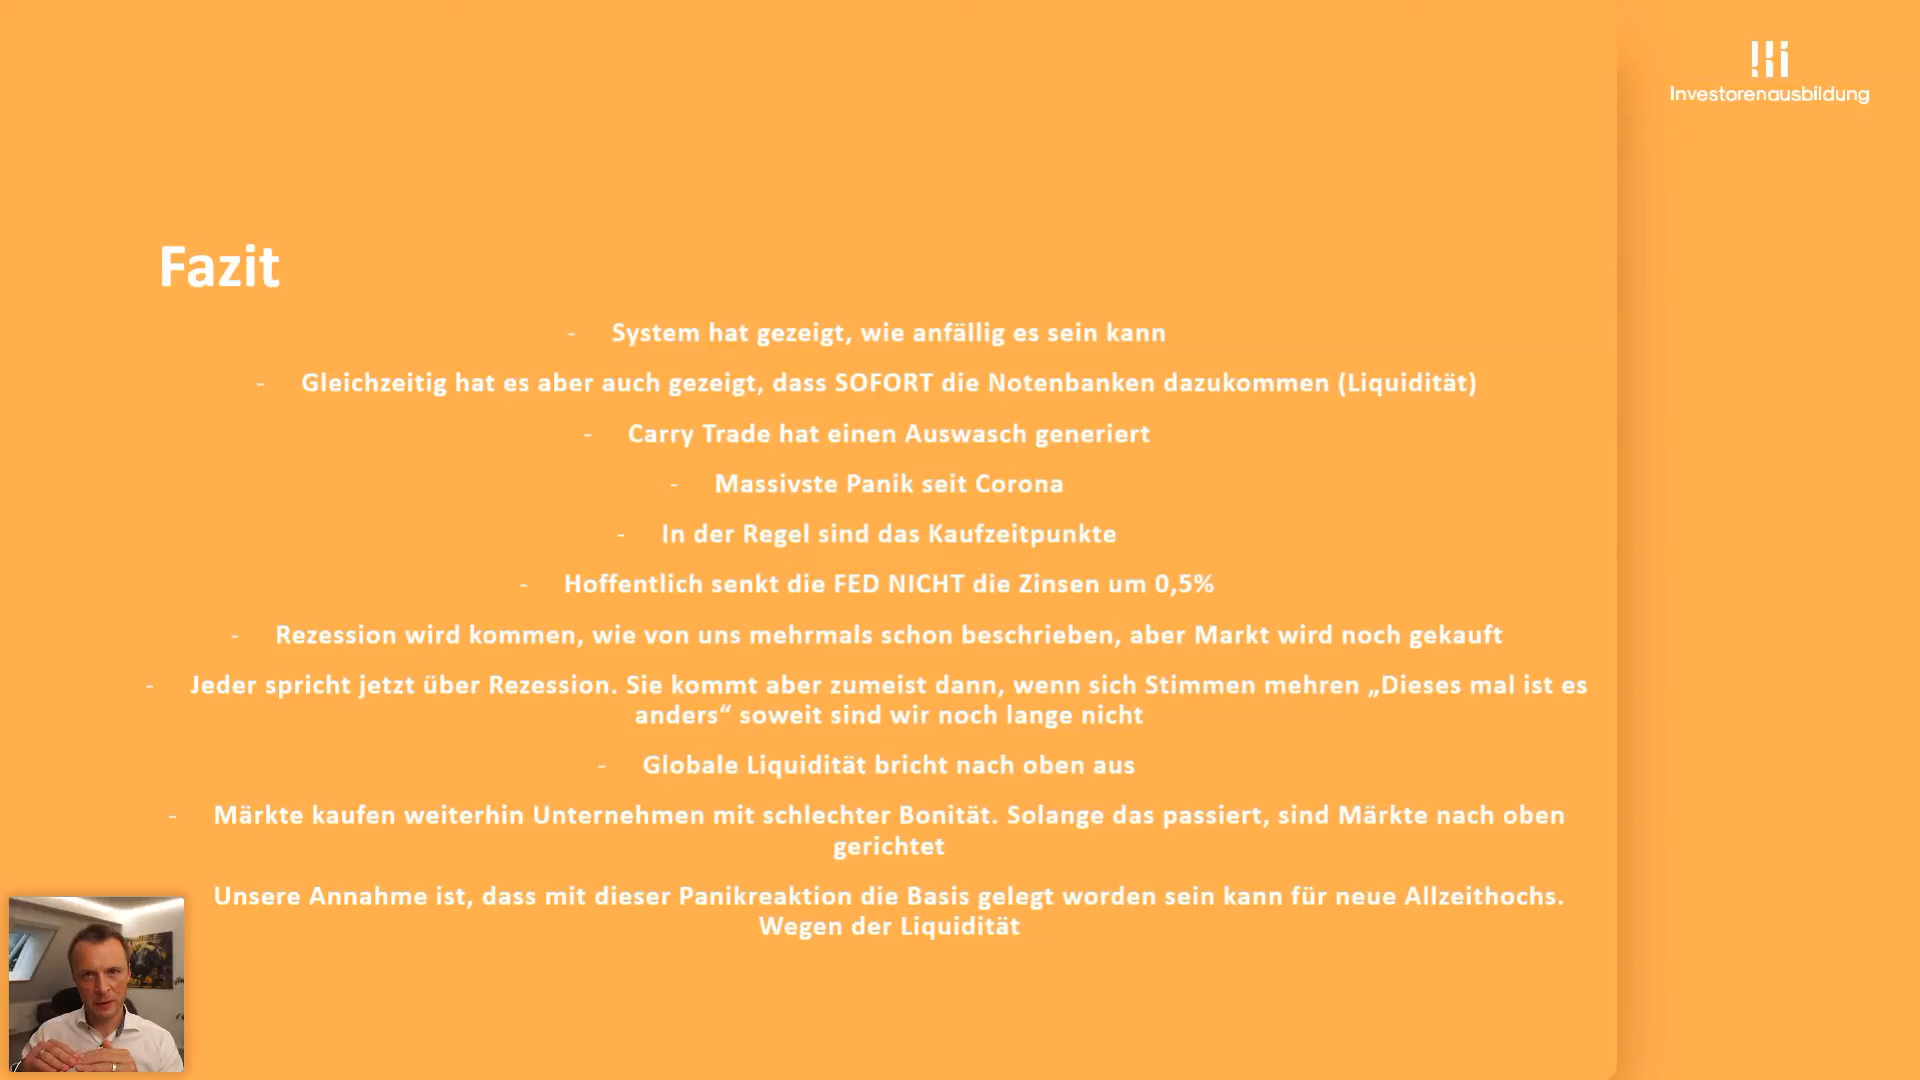 Investorenausbildung
Fazit
- System hat gezeigt, wie anfällig es sein kann
- Gleichzeitig hat es aber auch gezeigt, dass SOFORT die Notenbanken dazukommen (Liquidität)
- Carry Trade hat einen Auswasch generiert
- Massivste Panik seit Corona
- In der Regel sind das Kaufzeitpunkte
- Hoffentlich senkt die FED NICHT die Zinsen um 0,5%
- Rezession wird kommen, wie von uns mehrmals schon beschrieben, aber Markt wird noch gekauft
- Jeder spricht jetzt über Rezession. Sie kommt aber zumeist dann, wenn sich Stimmen mehren „Dieses mal ist es
anders“ soweit sind wir noch lange nicht
- Globale Liquidität bricht nach oben aus
- Märkte kaufen weiterhin Unternehmen mit schlechter Bonität. Solange das passiert, sind Märkte nach oben
gerichtet
Unsere Annahme ist, dass mit dieser Panikreaktion die Basis gelegt worden sein kann für neue Allzeithochs.
Wegen der Liquidität